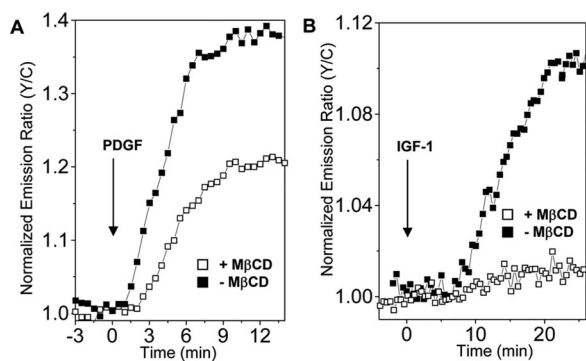 A
Normalized Emission Ratio (Y/C)
1.4
1.3
1.2
1.1
1.0
PDGF
+ MβCD
- MβCD
-3 0 3 6 9 12
Time (min)
B
Normalized Emission Ratio (Y/C)
1.12
1.08
1.04
1.00
IGF-1
+ MβCD
- MβCD
0 10 20
Time (min)